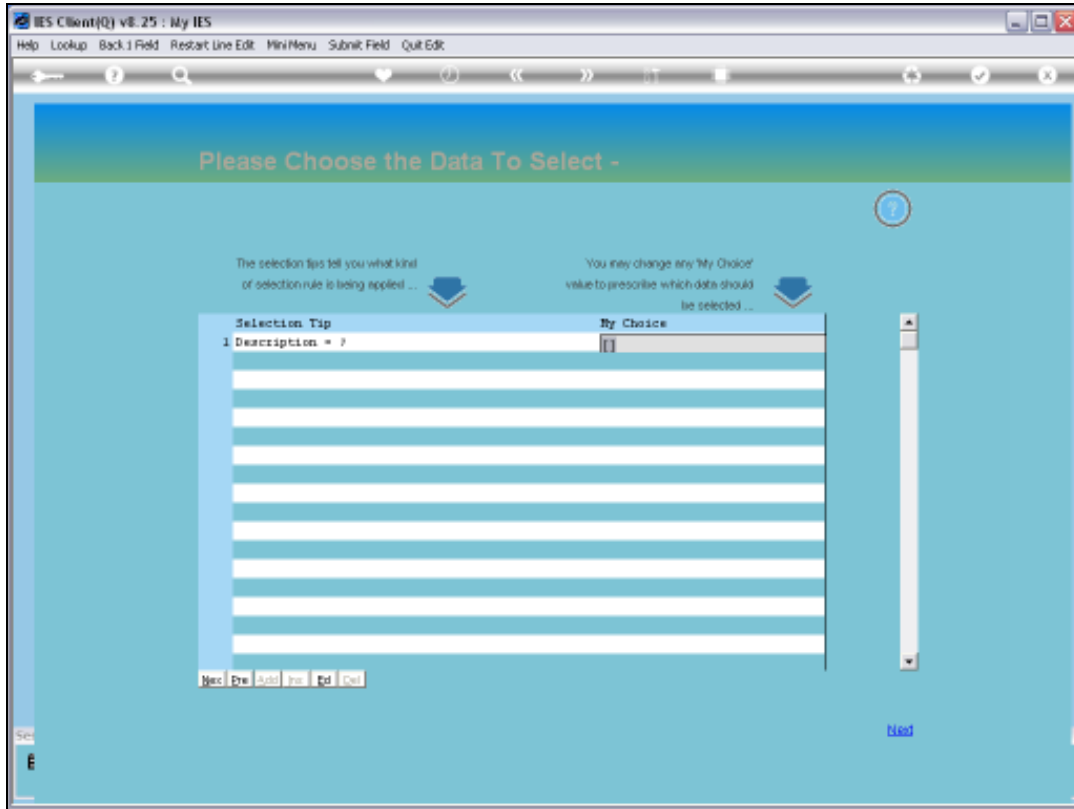 IES Client(Q) v8.25 : My IES
Help Lookup Back 1 Field Restart Line Edit MiniMenu Submit Field Quit Edit
Please Choose the Data To Select -
The selection tips tell you what kind
of selection rule is being applied ...
You may change any 'My Choice'
value to prescribe which data should
be selected ...
Selection Tip My Choice
1 Description = ? []
Nex Pre Add Ins Ed Del
Next
Se